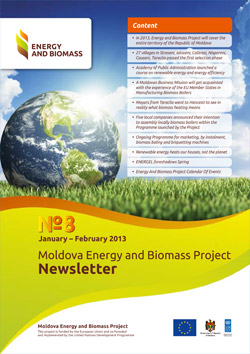 ENERGY
AND BIOMASS
Content
• In 2013, Energy and Biomass Project will cover the
entire territory of the Republic of Moldova
• 27 villages in Straseni, Ialoveni, Calarasi, Nisporeni,
Causeni, Taraclia passed the first selection phase
• Academy of Public Administration launched a
course on renewable energy and energy efficiency
• A Moldovan Business Mission will get acquainted
with the experience of the EU Member States in
Manufacturing Biomass Boilers
• Mayors from Taraclia went to Hancesti to see in
reality what biomass heating means
• Five local companies announced their intention
to assembly locally biomass boilers within the
Programme launched by the Project
• Ongoing Programme for marketing, by instalment,
biomass baling and briquetting machines
• Renewable energy heats our houses, not the planet
• ENERGEL foreshadows Spring
• Energy And Biomass Project Calendar Of Events
№3
January – February 2013
Moldova Energy and Biomass Project
Newsletter
Moldova Energy and Biomass Project
This project is funded by the European Union and co-funded
and implemented by the United Nations Development Programme